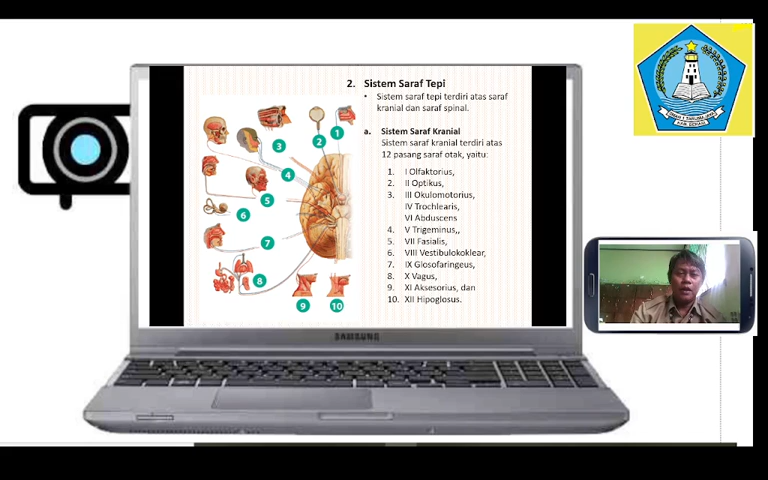 2. Sistem Saraf Tepi
• Sistem saraf tepi terdiri atas saraf
kranial dan saraf spinal.
a. Sistem Saraf Kranial
Sistem saraf kranial terdiri atas
12 pasang saraf otak, yaitu:
1. I Olfaktorius,
2. II Optikus,
3. III Okulomotorius,
IV Trochlearis,
VI Abduscens
4. V Trigeminus,,
5. VII Fasialis,
6. VIII Vestibulokoklear,
7. IX Glosofaringeus,
8. X Vagus,
9. XI Aksesorius, dan
10. XII Hipoglosus.
1
2
3
4
5
6
7
8
9
10
SAMSUNG